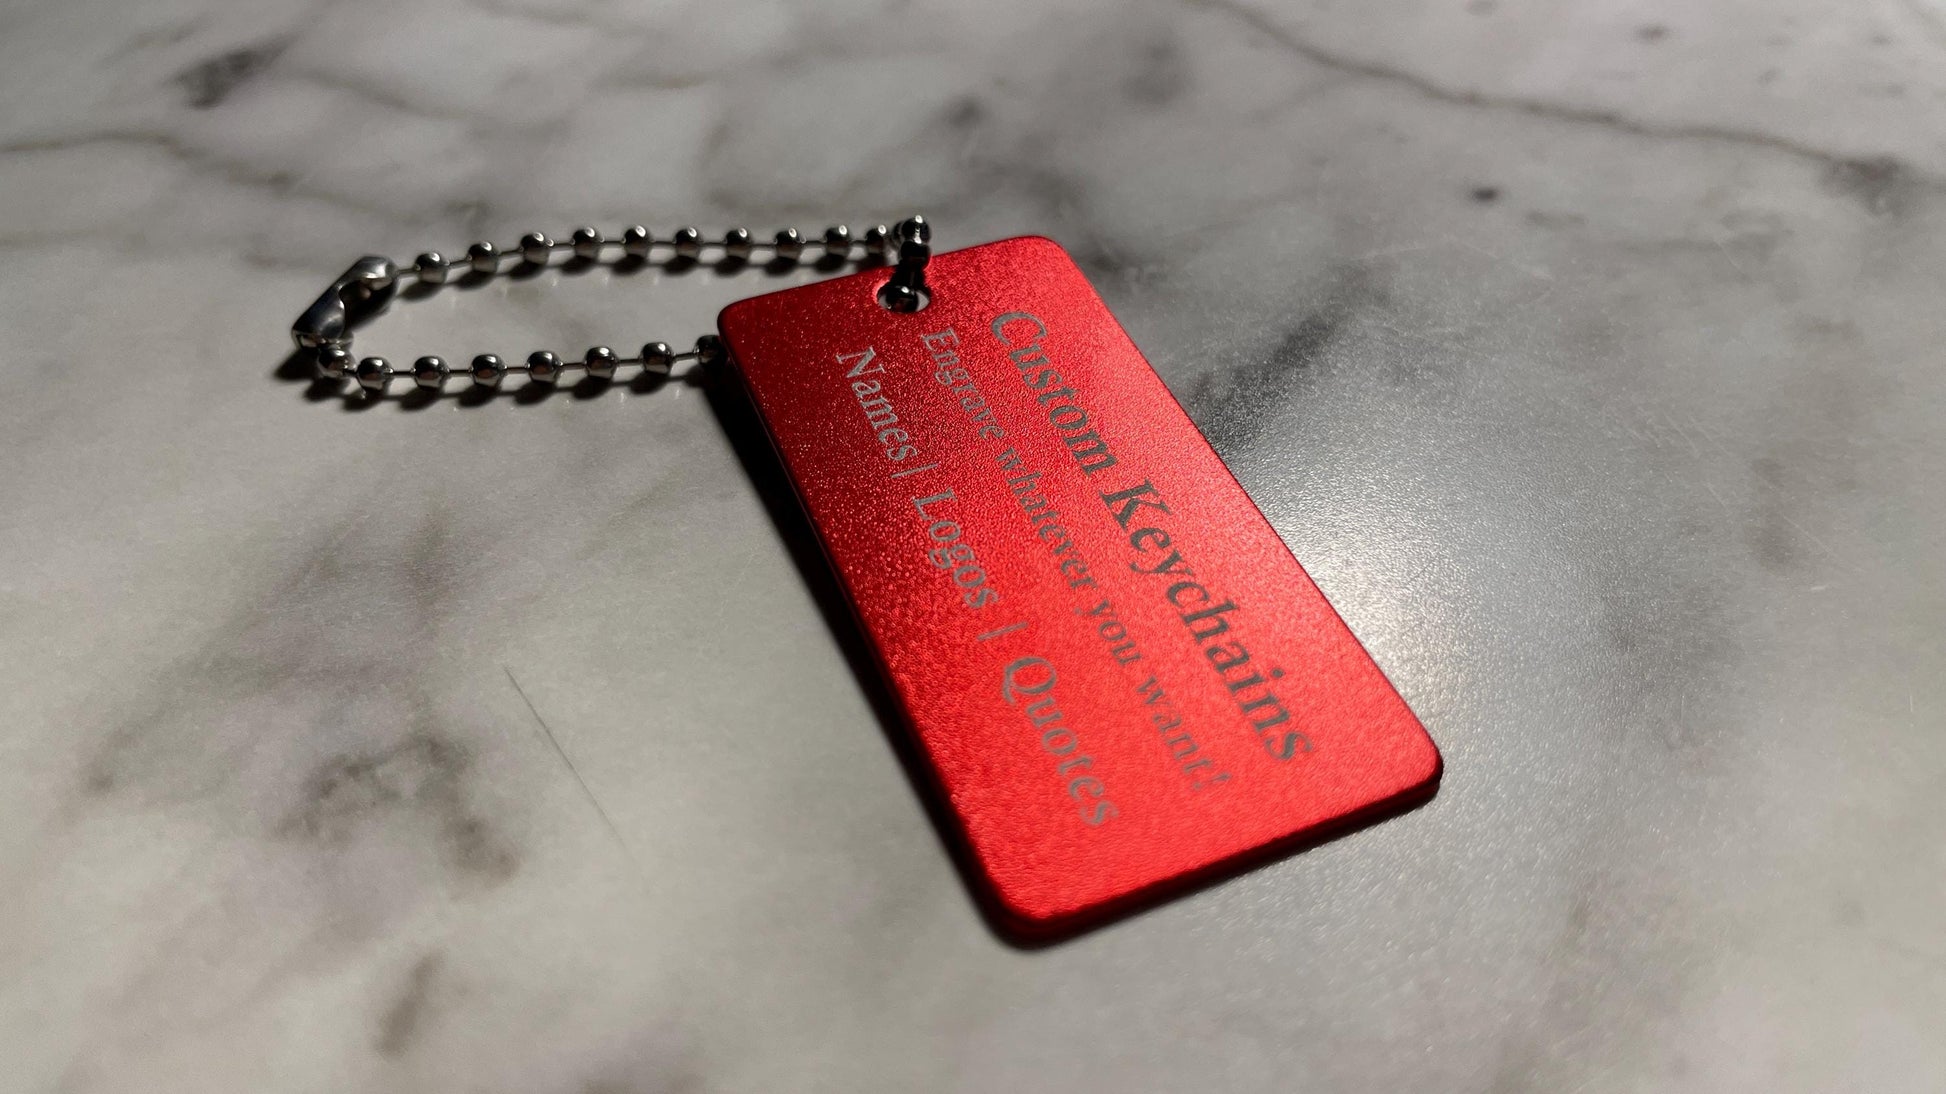 Custom Keychains
Engrave whatever you want!
Names | Logos | Quotes